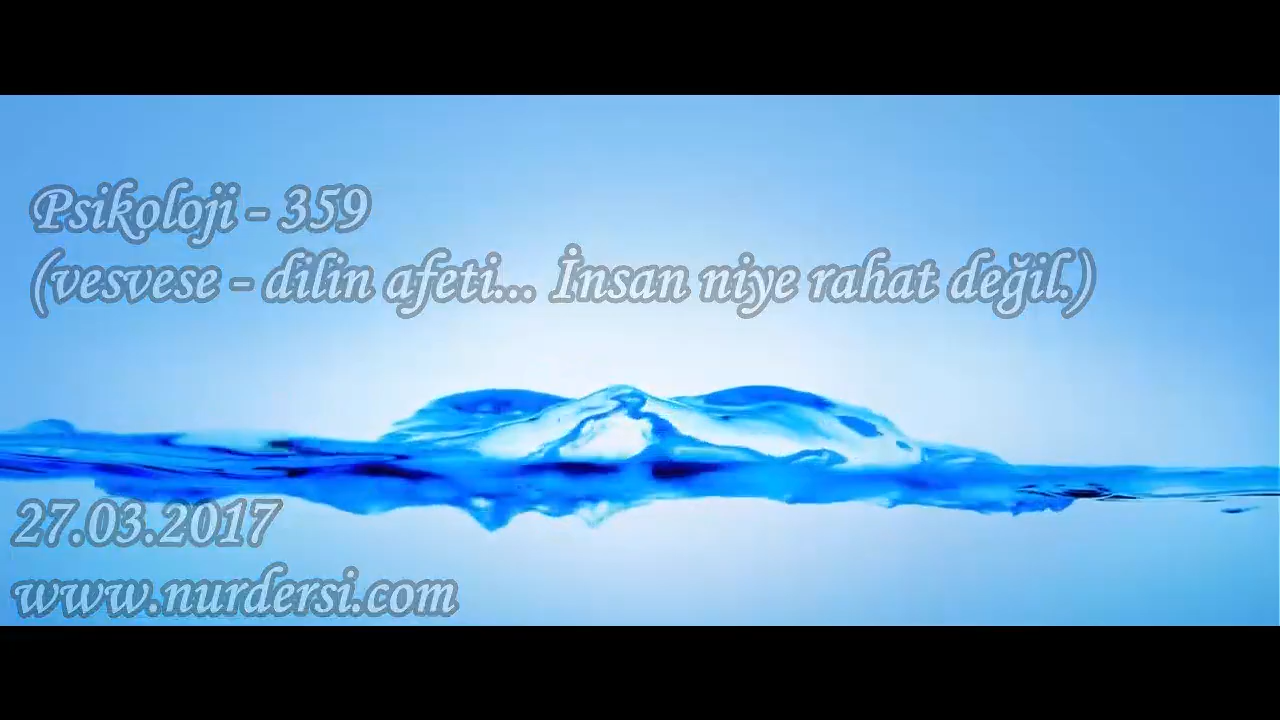 Psikoloji - 359
(vesvese - dilin afeti... İnsan niye rahat değil.)
27.03.2017
www.nurdersi.com